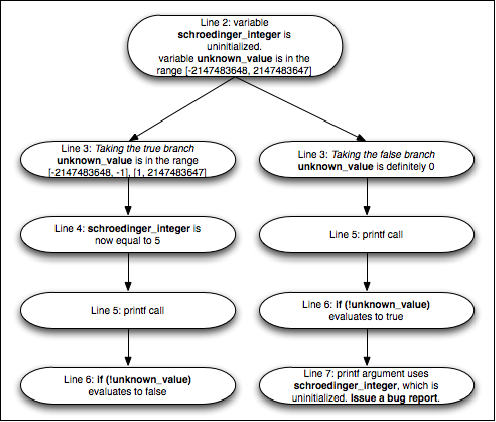 Line 2: variable
schroedinger_integer is
uninitialized.
variable unknown_value is in the
range [-2147483648, 2147483647]
Line 3: Taking the true branch
unknown_value is in the range
[-2147483648, -1], [1, 2147483647]
Line 3: Taking the false branch
unknown_value is definitely 0
Line 4: schroedinger_integer is
now equal to 5
Line 5: printf call
Line 5: printf call
Line 6: If (!unknown_value)
evaluates to true
Line 6: If (!unknown_value)
evaluates to false
Line 7: printf argument uses
schroedinger_integer, which is
uninitialized. Issue a bug report.